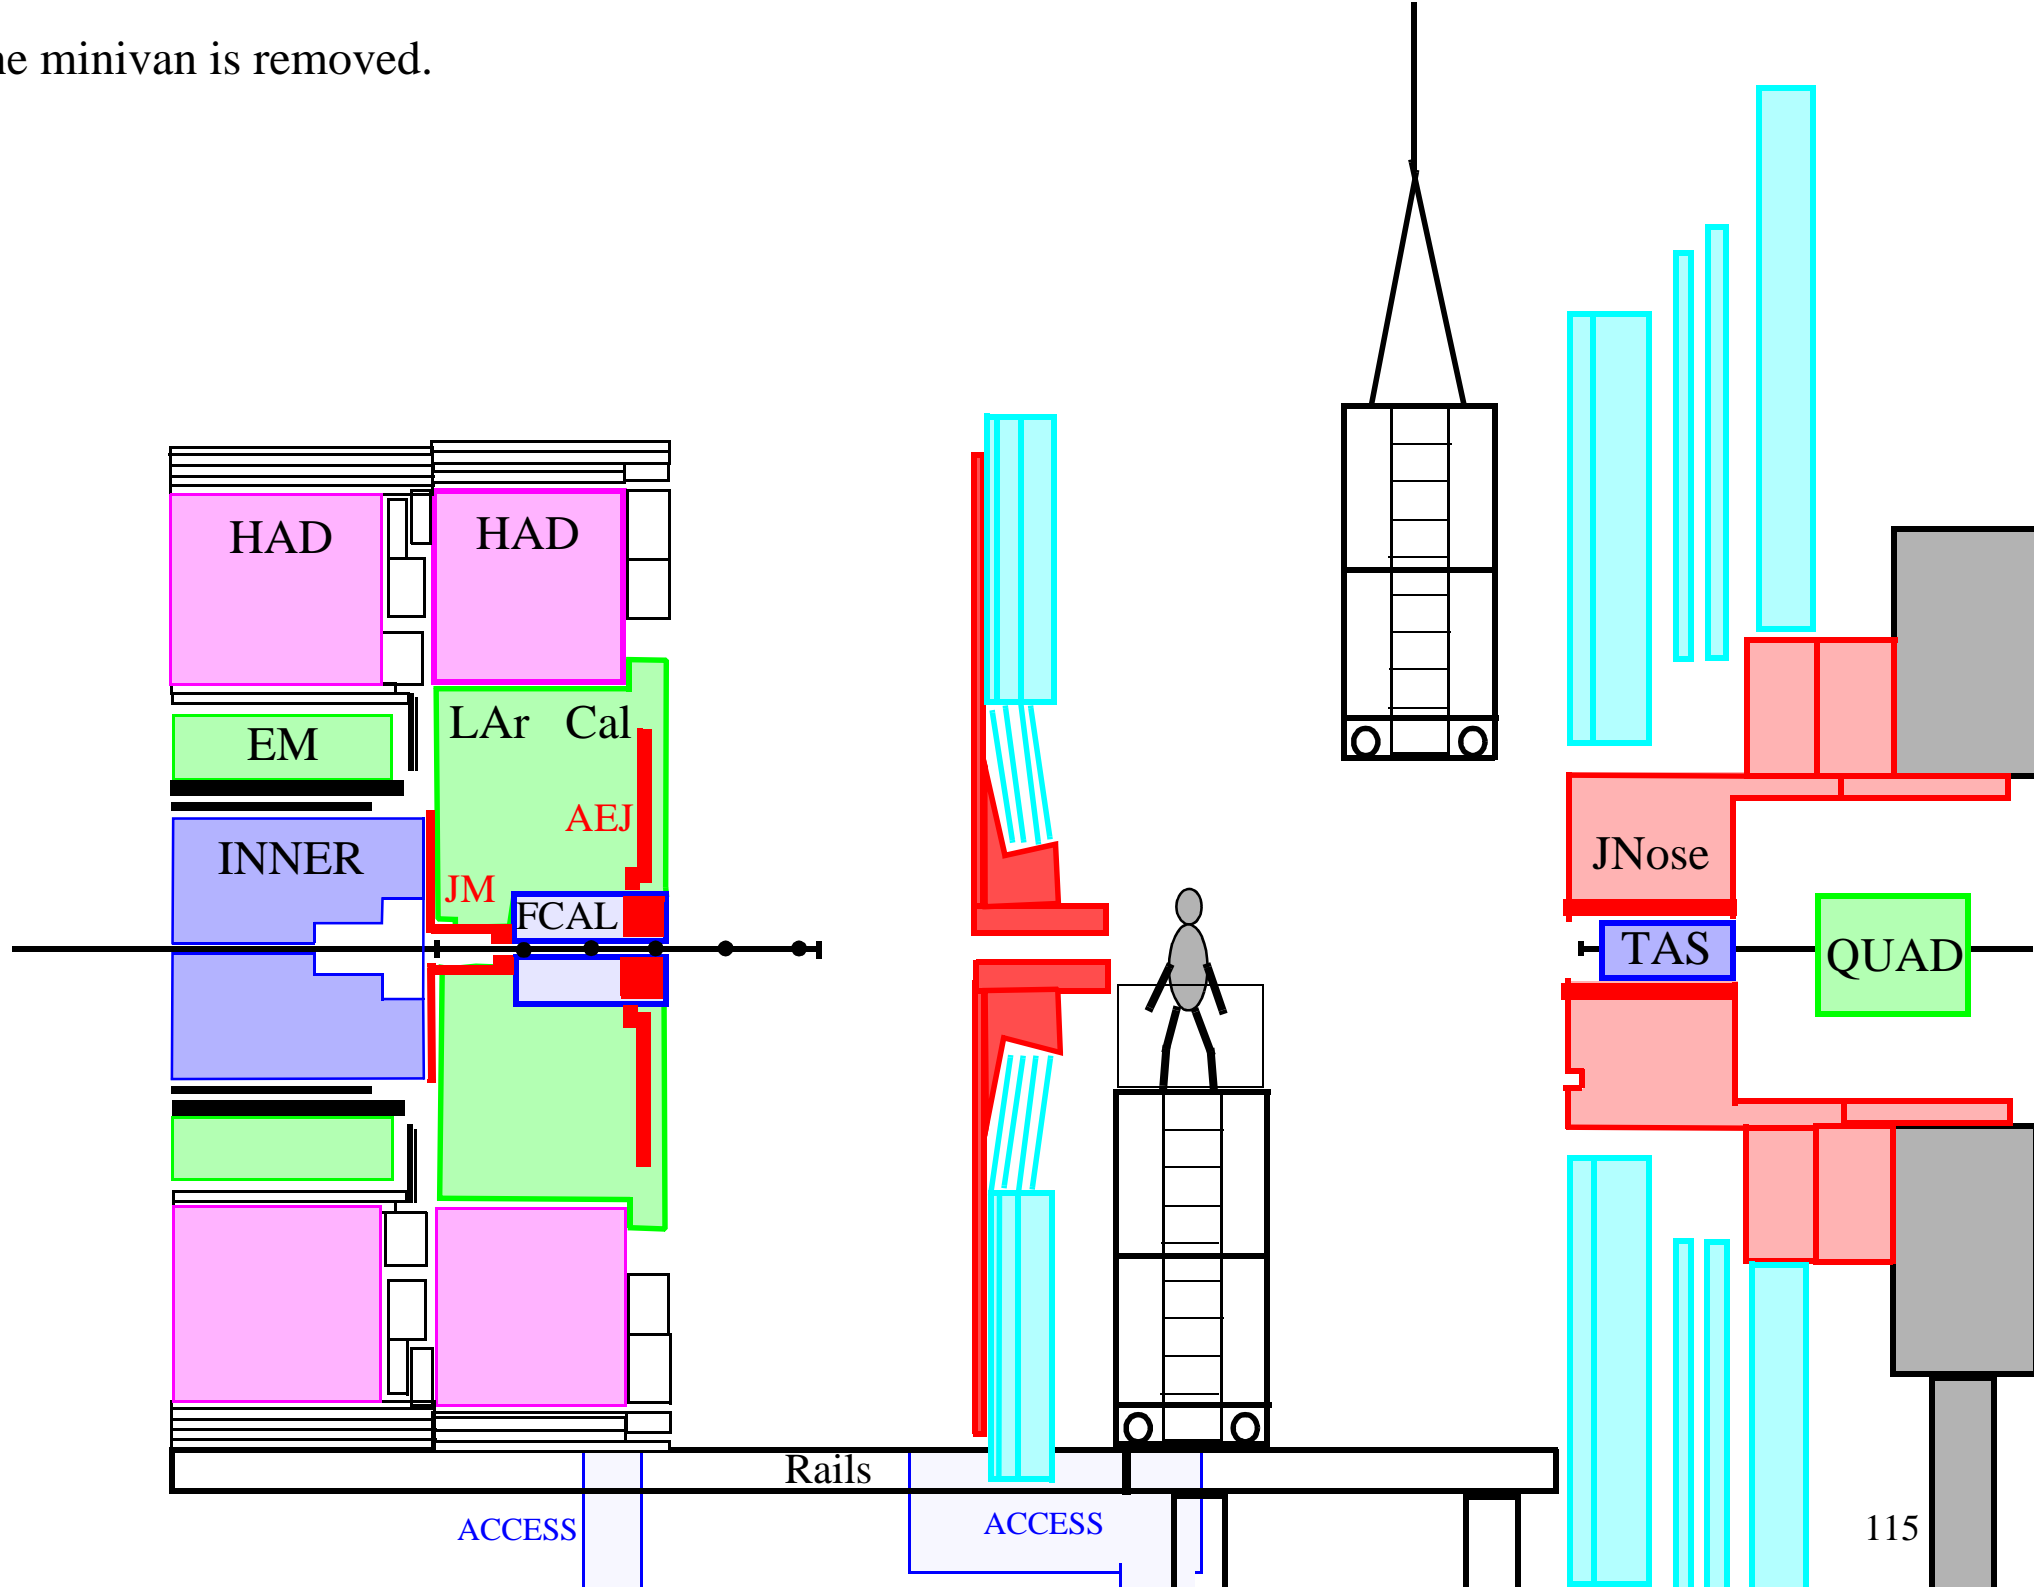 ne minivan is removed.
HAD
HAD
LAr Cal
EM
AEJ
INNER
JNose
JM
FCAL
TAS
QUAD
Rails
ACCESS
ACCESS
115